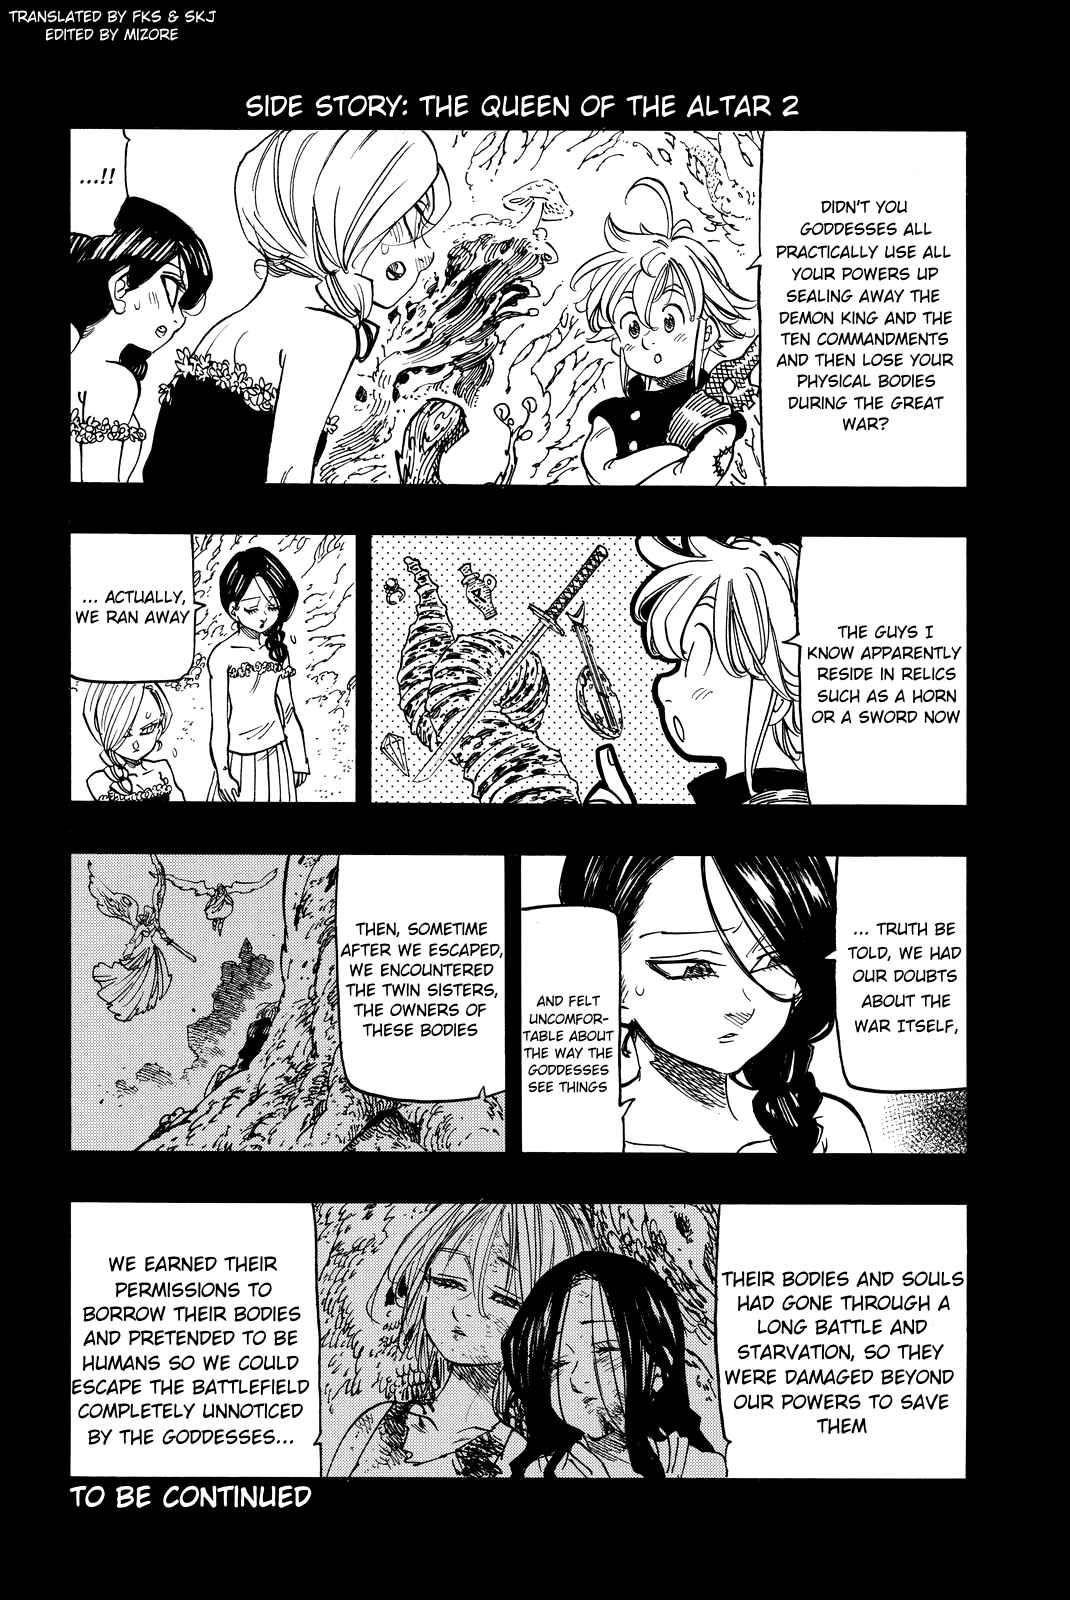 TRANSLATED BY FKS & SKJ
EDITED BY MIZORE
SIDE STORY: THE QUEEN OF THE ALTAR 2
DIDN'T YOU
GODDESSES ALL
PRACTICALLY USE ALL
YOUR POWERS UP
SEALING AWAY THE
DEMON KING AND THE
TEN COMMANDMENTS
AND THEN LOSE YOUR
PHYSICAL BODIES
DURING THE GREAT
WAR?
...!!
THE GUYS I
KNOW APPARENTLY
RESIDE IN RELICS
SUCH AS A HORN
OR A SWORD NOW
... ACTUALLY,
WE RAN AWAY
... TRUTH BE
TOLD, WE HAD
OUR DOUBTS
ABOUT THE
WAR ITSELF,
AND FELT
UNCOMFOR-
TABLE ABOUT
THE WAY THE
GODDESSES
SEE THINGS
THEN, SOMETIME
AFTER WE ESCAPED,
WE ENCOUNTERED
THE TWIN SISTERS,
THE OWNERS OF
THESE BODIES
THEIR BODIES AND SOULS
HAD GONE THROUGH A
LONG BATTLE AND
STARVATION, SO THEY
WERE DAMAGED BEYOND
OUR POWERS TO SAVE
THEM
WE EARNED THEIR
PERMISSIONS TO
BORROW THEIR BODIES
AND PRETENDED TO BE
HUMANS SO WE COULD
ESCAPE THE BATTLEFIELD
COMPLETELY UNNOTICED
BY THE GODDESSES...
TO BE CONTINUED